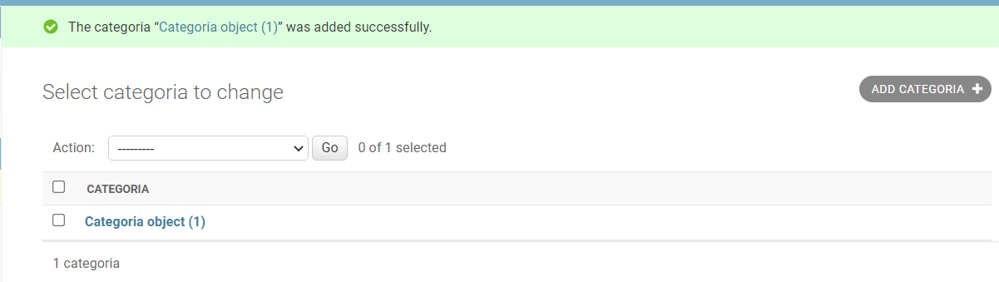 The categoria “Categoria object (1)” was added successfully.
Select categoria to change
ADD CATEGORIA +
Action: --------- Go 0 of 1 selected
CATEGORIA
Categoria object (1)
1 categoria